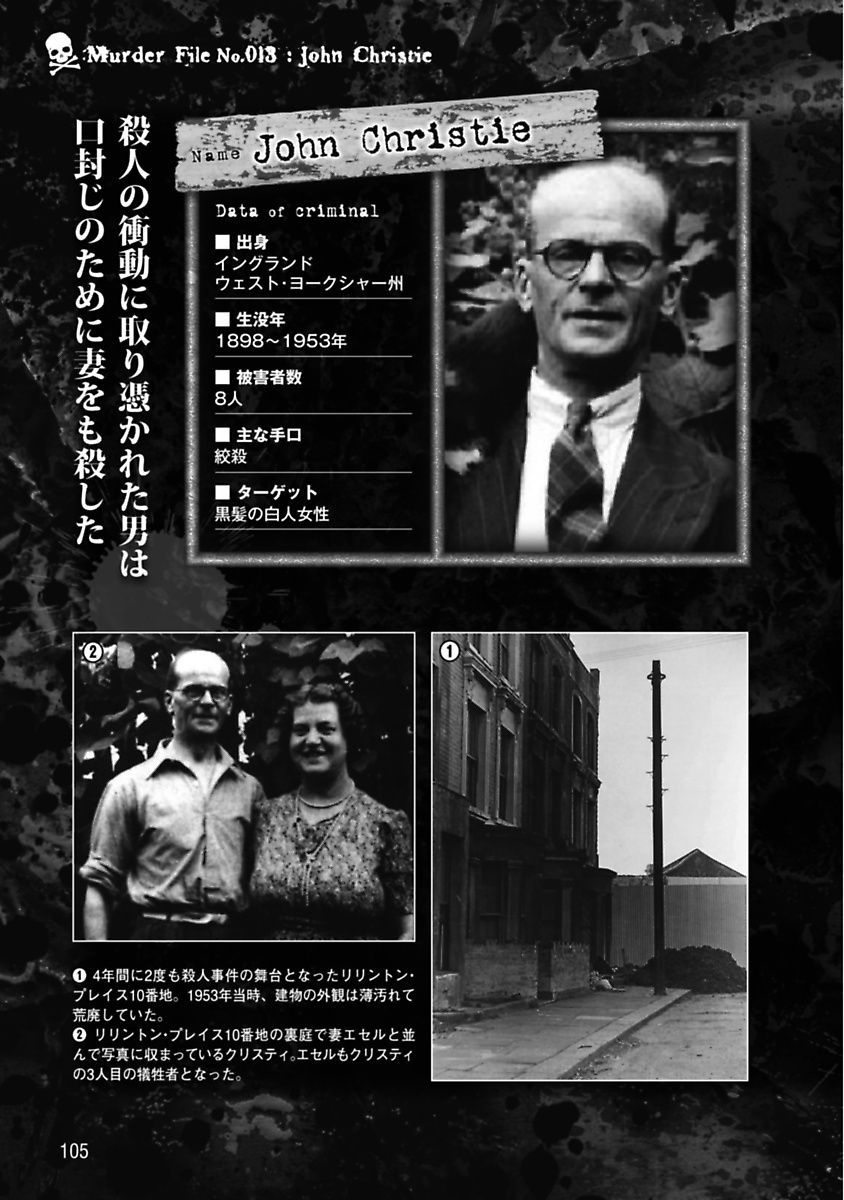 Murder File No.013 : John Christie
殺人の衝動に取り憑かれた男は
口封じのために妻をも殺した
Name John Christie
Data of criminal
■ 出身
イングランド
ウェスト・ヨークシャー州
■ 生没年
1898〜1953年
■ 被害者数
8人
■ 主な手口
絞殺
■ ターゲット
黒髪の白人女性
❷
❶
❶ 4年間に2度も殺人事件の舞台となったリリントン・
プレイス10番地。1953年当時、建物の外観は薄汚れて
荒廃していた。
❷ リリントン・プレイス10番地の裏庭で妻エセルと並
んで写真に収まっているクリスティ。エセルもクリスティ
の3人目の犠牲者となった。
105